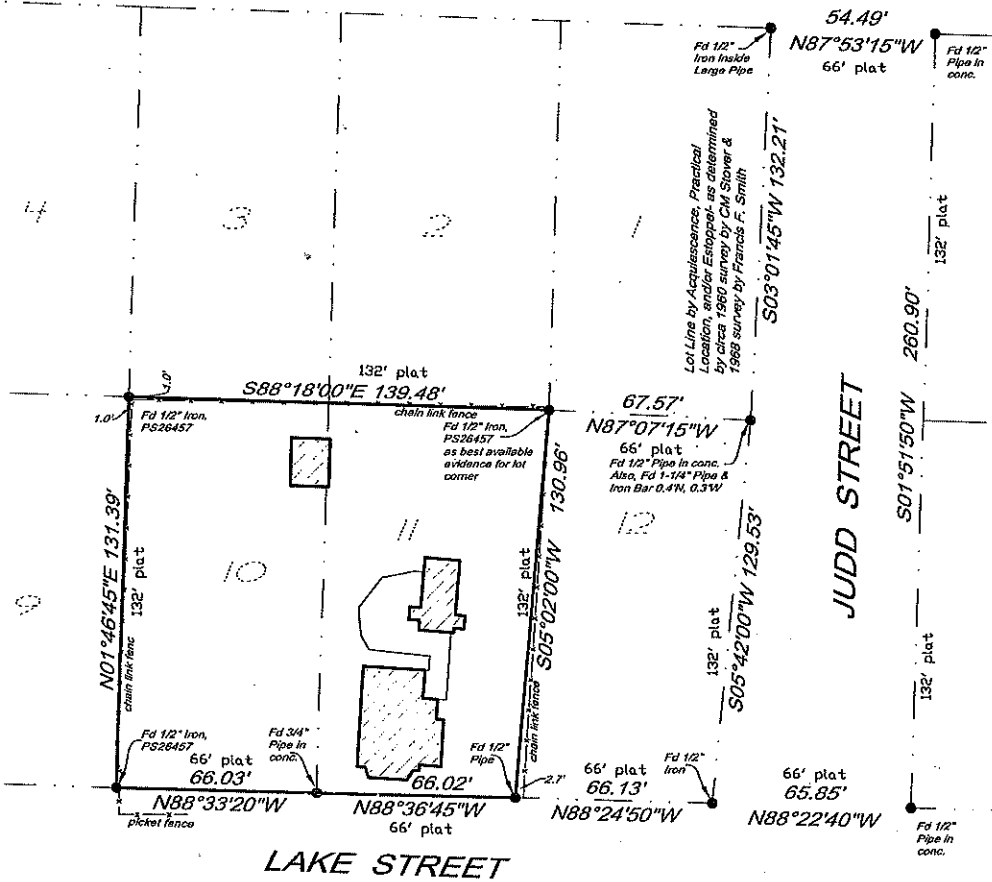 54.49'
N87°53'15"W
66' plat
Fd 1/2"
Iron Inside
Large Pipe
Fd 1/2"
Pipe in
conc.
Lot Line by Acquiescence, Practical
Location, and/or Estoppel- as determined
by circa 1960 survey by CM Stover &
1968 survey by Francis F. Smith
S03°01'45"W 132.21'
132' plat
S01°51'50"W 260.90'
4
3
2
1
132' plat
S88°18'00"E 139.48'
chain link fence
1.0'
1.0'
Fd 1/2" Iron,
PS26457
Fd 1/2" Iron,
PS26457
as best available
evidence for lot
corner
67.57'
N87°07'15"W
66' plat
Fd 1/2" Pipe in conc.
Also, Fd 1-1/4" Pipe &
Iron Bar 0.4'N, 0.3'W
N01°46'45"E 131.39'
132' plat
chain link fenc
9
10
11
12
132' plat
S05°02'00"W 130.96'
chain link fence
132' plat
S05°42'00"W 129.53'
JUDD STREET
132' plat
Fd 1/2" Iron,
PS26457
66' plat
66.03'
N88°33'20"W
Fd 3/4"
Pipe in
conc.
66.02'
N88°36'45"W
66' plat
Fd 1/2"
Pipe
2.7'
66' plat
66.13'
N88°24'50"W
Fd 1/2"
Iron
66' plat
65.85'
N88°22'40"W
Fd 1/2"
Pipe in
conc.
picket fence
LAKE STREET